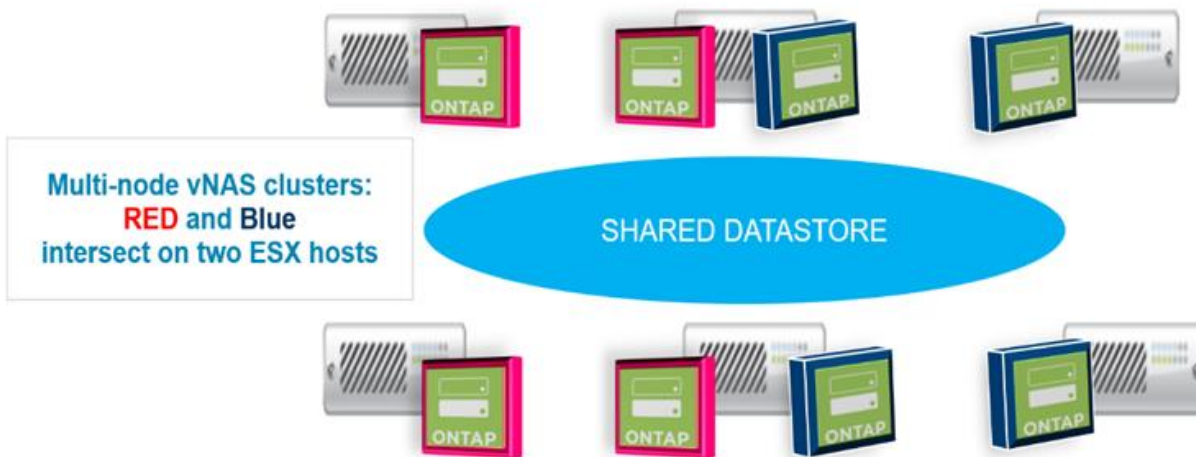 ONTAP
ONTAP
ONTAP
ONTAP
Multi-node vNAS clusters:
RED and Blue
intersect on two ESX hosts
SHARED DATASTORE
ONTAP
ONTAP
ONTAP
ONTAP